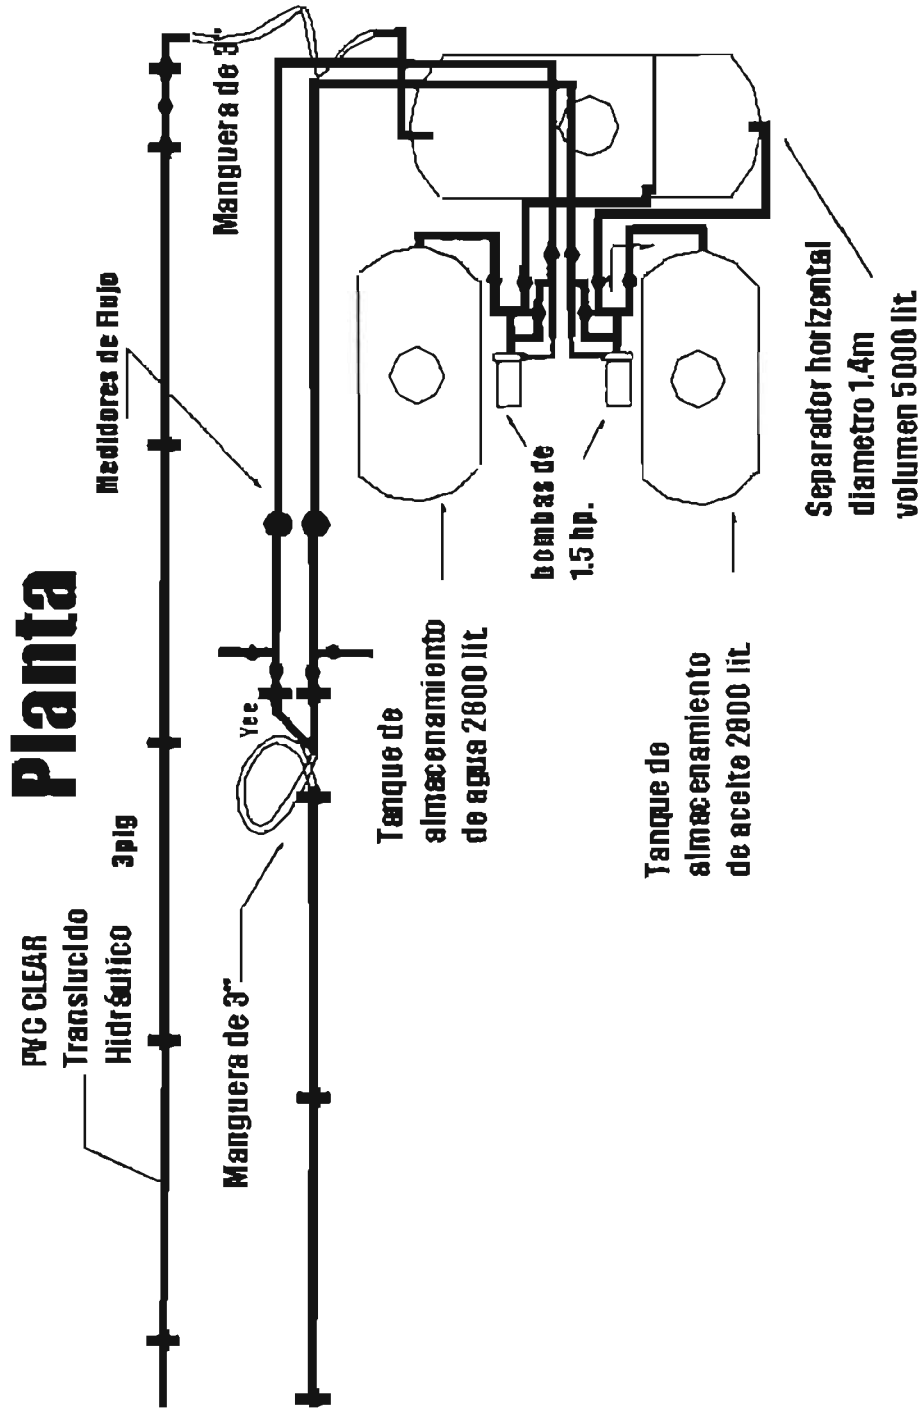 Planta
PVC CLEAR
Translucido
Hidráulico
3plg
Medidores de Flujo
Manguera de 3"
Manguera de 3"
Yee
Tanque de
almacenamiento
de agua 2800 lit.
bombas de
1.5 hp.
Tanque de
almacenamiento
de aceite 2800 lit.
Separador horizontal
diametro 1.4m
volumen 5000 lit.